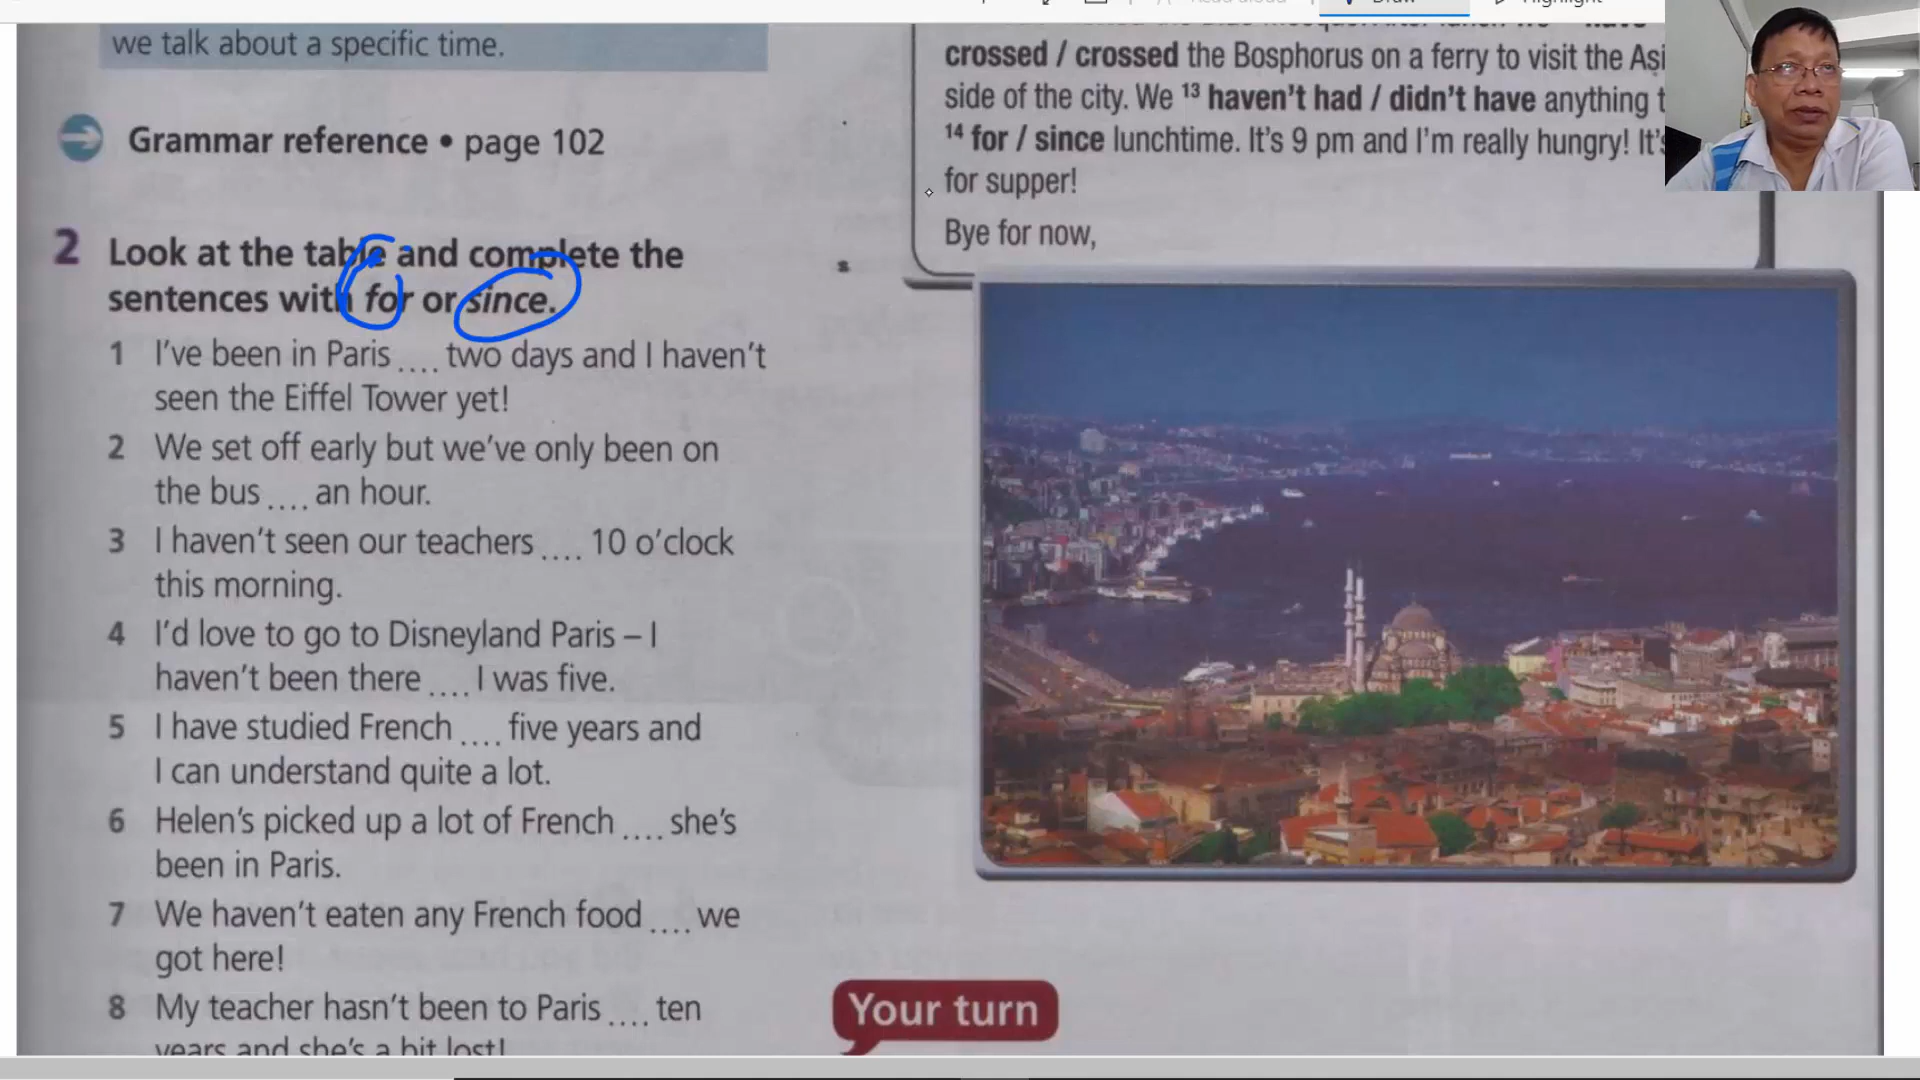 we talk about a specific time.
Grammar reference • page 102
2 Look at the table and complete the
sentences with for or since.
1 I've been in Paris .... two days and I haven't
seen the Eiffel Tower yet!
2 We set off early but we've only been on
the bus .... an hour.
3 I haven't seen our teachers .... 10 o'clock
this morning.
4 I'd love to go to Disneyland Paris – I
haven't been there .... I was five.
5 I have studied French .... five years and
I can understand quite a lot.
6 Helen's picked up a lot of French .... she's
been in Paris.
7 We haven't eaten any French food .... we
got here!
8 My teacher hasn't been to Paris .... ten
years and she's a bit lost!
crossed / crossed the Bosphorus on a ferry to visit the Asi
side of the city. We 13 haven't had / didn't have anything t
14 for / since lunchtime. It's 9 pm and I'm really hungry! It's
for supper!
Bye for now,
Your turn